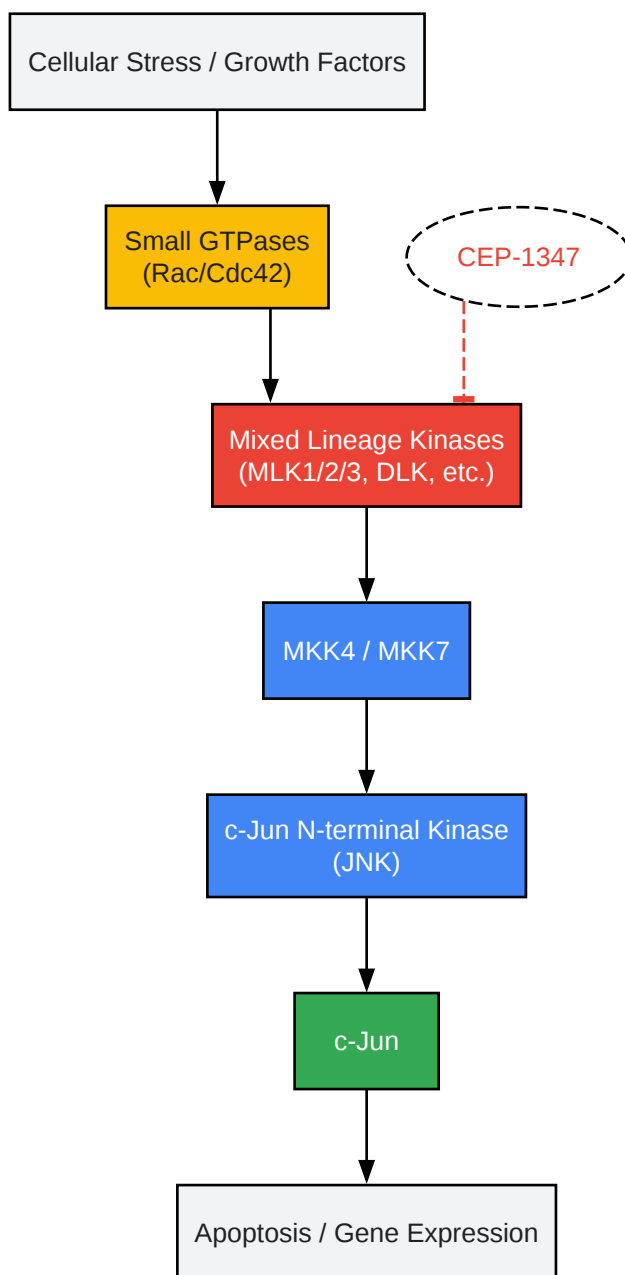 Cellular Stress / Growth Factors
Small GTPases
(Rac/Cdc42)
CEP-1347
Mixed Lineage Kinases
(MLK1/2/3, DLK, etc.)
MKK4 / MKK7
c-Jun N-terminal Kinase
(JNK)
c-Jun
Apoptosis / Gene Expression